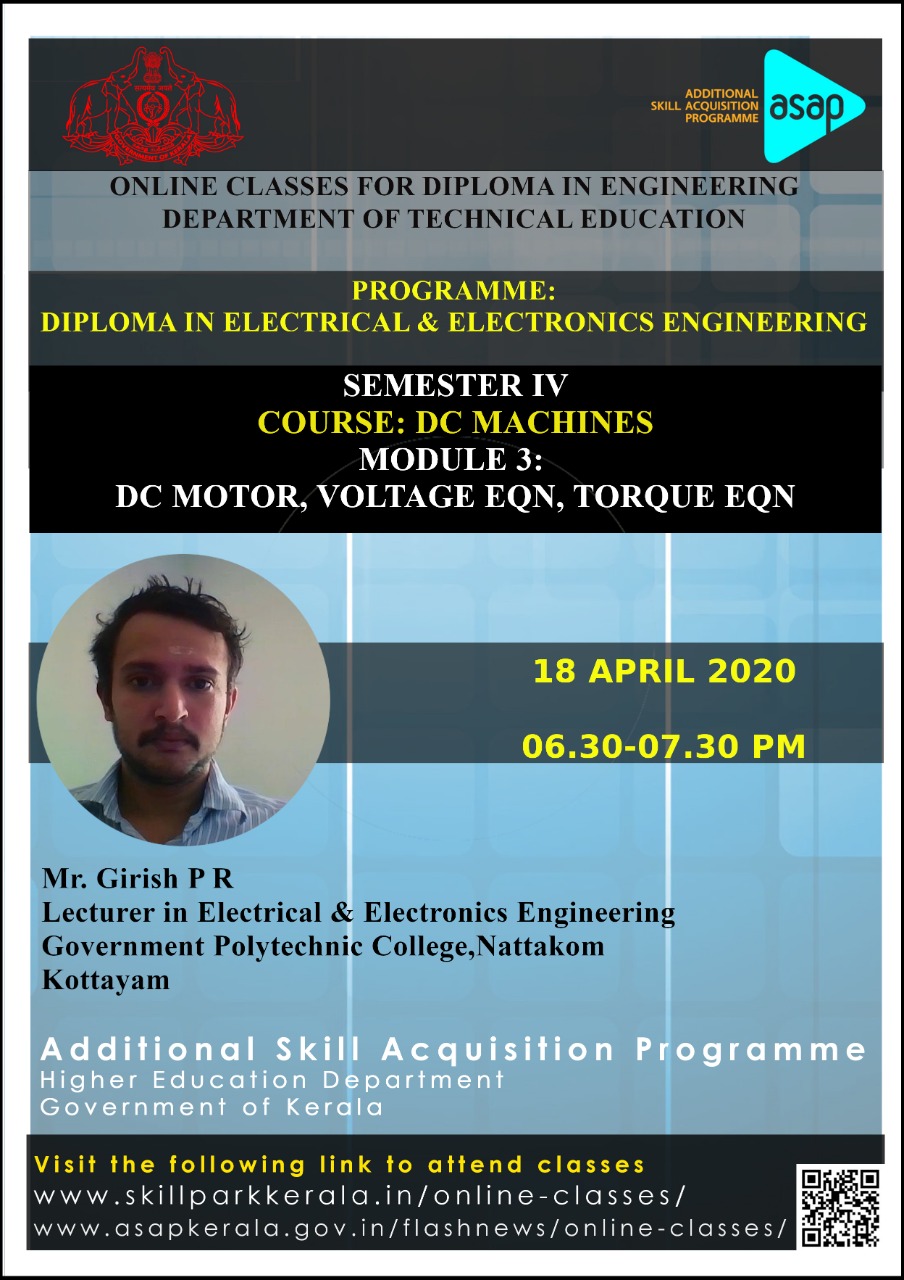 ADDITIONAL
SKILL ACQUISITION
PROGRAMME
asap
ONLINE CLASSES FOR DIPLOMA IN ENGINEERING
DEPARTMENT OF TECHNICAL EDUCATION
PROGRAMME:
DIPLOMA IN ELECTRICAL & ELECTRONICS ENGINEERING
SEMESTER IV
COURSE: DC MACHINES
MODULE 3:
DC MOTOR, VOLTAGE EQN, TORQUE EQN
18 APRIL 2020
06.30-07.30 PM
Mr. Girish P R
Lecturer in Electrical & Electronics Engineering
Government Polytechnic College,Nattakom
Kottayam
Additional Skill Acquisition Programme
Higher Education Department
Government of Kerala
Visit the following link to attend classes
www.skillparkkerala.in/online-classes/
www.asapkerala.gov.in/flashnews/online-classes/